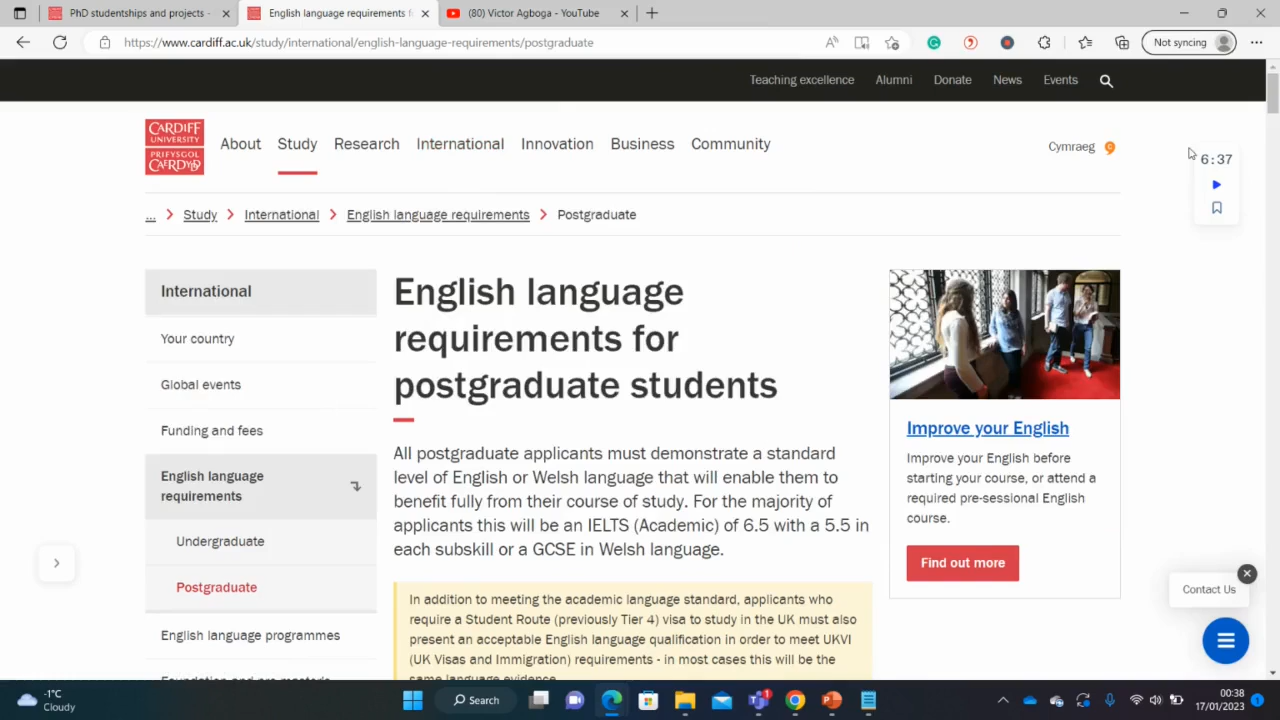 PhD studentships and projects -
English language requirements f
(80) Victor Agboga - YouTube
https://www.cardiff.ac.uk/study/international/english-language-requirements/postgraduate
Not syncing
Teaching excellence Alumni Donate News Events
CARDIFF
UNIVERSITY
PRIFYSGOL
CAERDYDD
About Study Research International Innovation Business Community
Cymraeg
6:37
... Study International English language requirements Postgraduate
International
Your country
Global events
Funding and fees
English language
requirements
Undergraduate
Postgraduate
English language programmes
English language
requirements for
postgraduate students
All postgraduate applicants must demonstrate a standard
level of English or Welsh language that will enable them to
benefit fully from their course of study. For the majority of
applicants this will be an IELTS (Academic) of 6.5 with a 5.5 in
each subskill or a GCSE in Welsh language.
In addition to meeting the academic language standard, applicants who
require a Student Route (previously Tier 4) visa to study in the UK must also
present an acceptable English language qualification in order to meet UKVI
(UK Visas and Immigration) requirements - in most cases this will be the
same language evidence.
Improve your English
Improve your English before
starting your course, or attend a
required pre-sessional English
course.
Find out more
Contact Us
-1°C
Cloudy
Search
1
00:38
17/01/2023
1